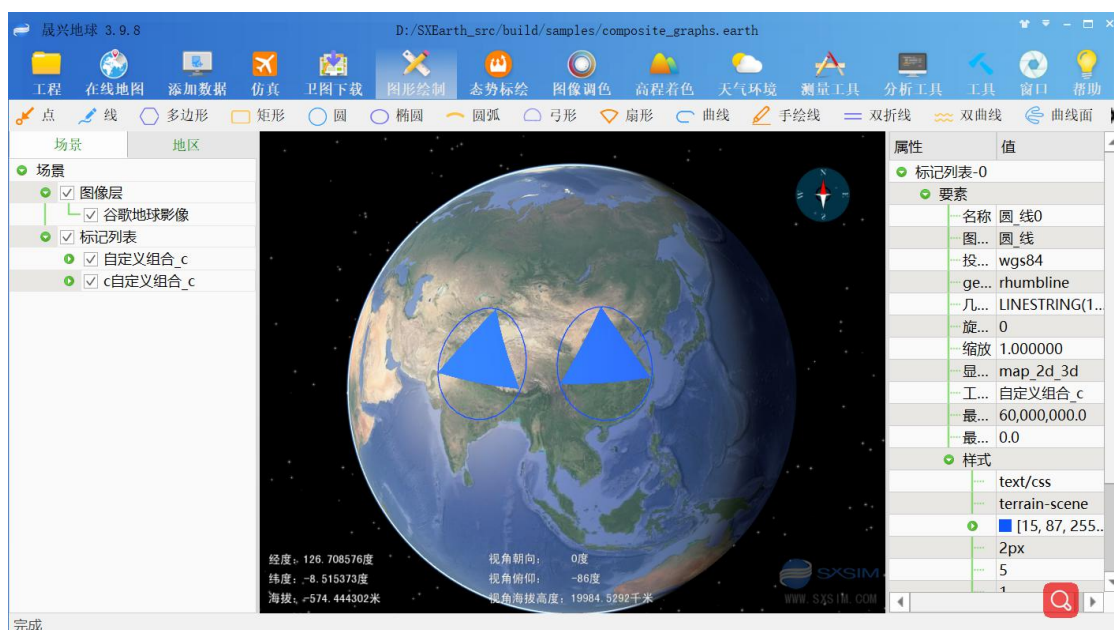 晟兴地球 3.9.8
D:/SXEarth_src/build/samples/composite_graphs.earth
工程 在线地图 添加数据 仿真 卫图下载 图形绘制 态势标绘 图像调色 高程着色 天气环境 测量工具 分析工具 工具 窗口 帮助
点 线 多边形 矩形 圆 椭圆 圆弧 弓形 扇形 曲线 手绘线 双折线 双曲线 曲线面
场景 地区
场景
图像层
谷歌地球影像
标记列表
自定义组合_c
c自定义组合_c
N
经度: 126.708576度 视角朝向: 0度
纬度: -8.515373度 视角俯仰: -86度
海拔: -574.444302米 视角海拔高度: 19984.5292千米
SXSIM
WWW.SXSIM.COM
属性 值
标记列表-0
要素
名称 圆_线0
图... 圆_线
投... wgs84
ge... rhumbline
几... LINESTRING(1...
旋... 0
缩放 1.000000
显... map_2d_3d
工... 自定义组合_c
最... 60,000,000.0
最... 0.0
样式
text/css
terrain-scene
[15, 87, 255...
2px
5
完成